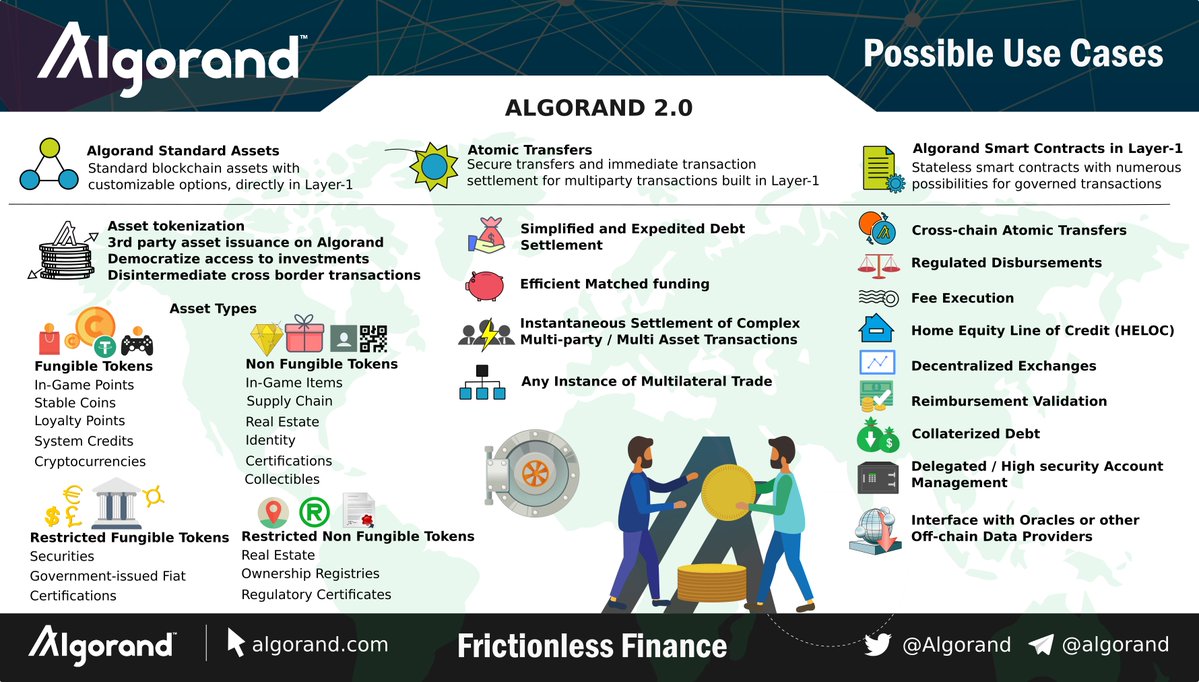 Algorand™
Possible Use Cases
ALGORAND 2.0
Algorand Standard Assets
Standard blockchain assets with
customizable options, directly in Layer-1
Atomic Transfers
Secure transfers and immediate transaction
settlement for multiparty transactions built in Layer-1
Algorand Smart Contracts in Layer-1
Stateless smart contracts with numerous
possibilities for governed transactions
Asset tokenization
3rd party asset issuance on Algorand
Democratize access to investments
Disintermediate cross border transactions
Asset Types
Fungible Tokens
In-Game Points
Stable Coins
Loyalty Points
System Credits
Cryptocurrencies
Non Fungible Tokens
In-Game Items
Supply Chain
Real Estate
Identity
Certifications
Collectibles
Restricted Fungible Tokens
Securities
Government-issued Fiat
Certifications
Restricted Non Fungible Tokens
Real Estate
Ownership Registries
Regulatory Certificates
Simplified and Expedited Debt
Settlement
Efficient Matched funding
Instantaneous Settlement of Complex
Multi-party / Multi Asset Transactions
Any Instance of Multilateral Trade
Cross-chain Atomic Transfers
Regulated Disbursements
Fee Execution
Home Equity Line of Credit (HELOC)
Decentralized Exchanges
Reimbursement Validation
Collaterized Debt
Delegated / High security Account
Management
Interface with Oracles or other
Off-chain Data Providers
Algorand™
algorand.com
Frictionless Finance
@Algorand
@algorand